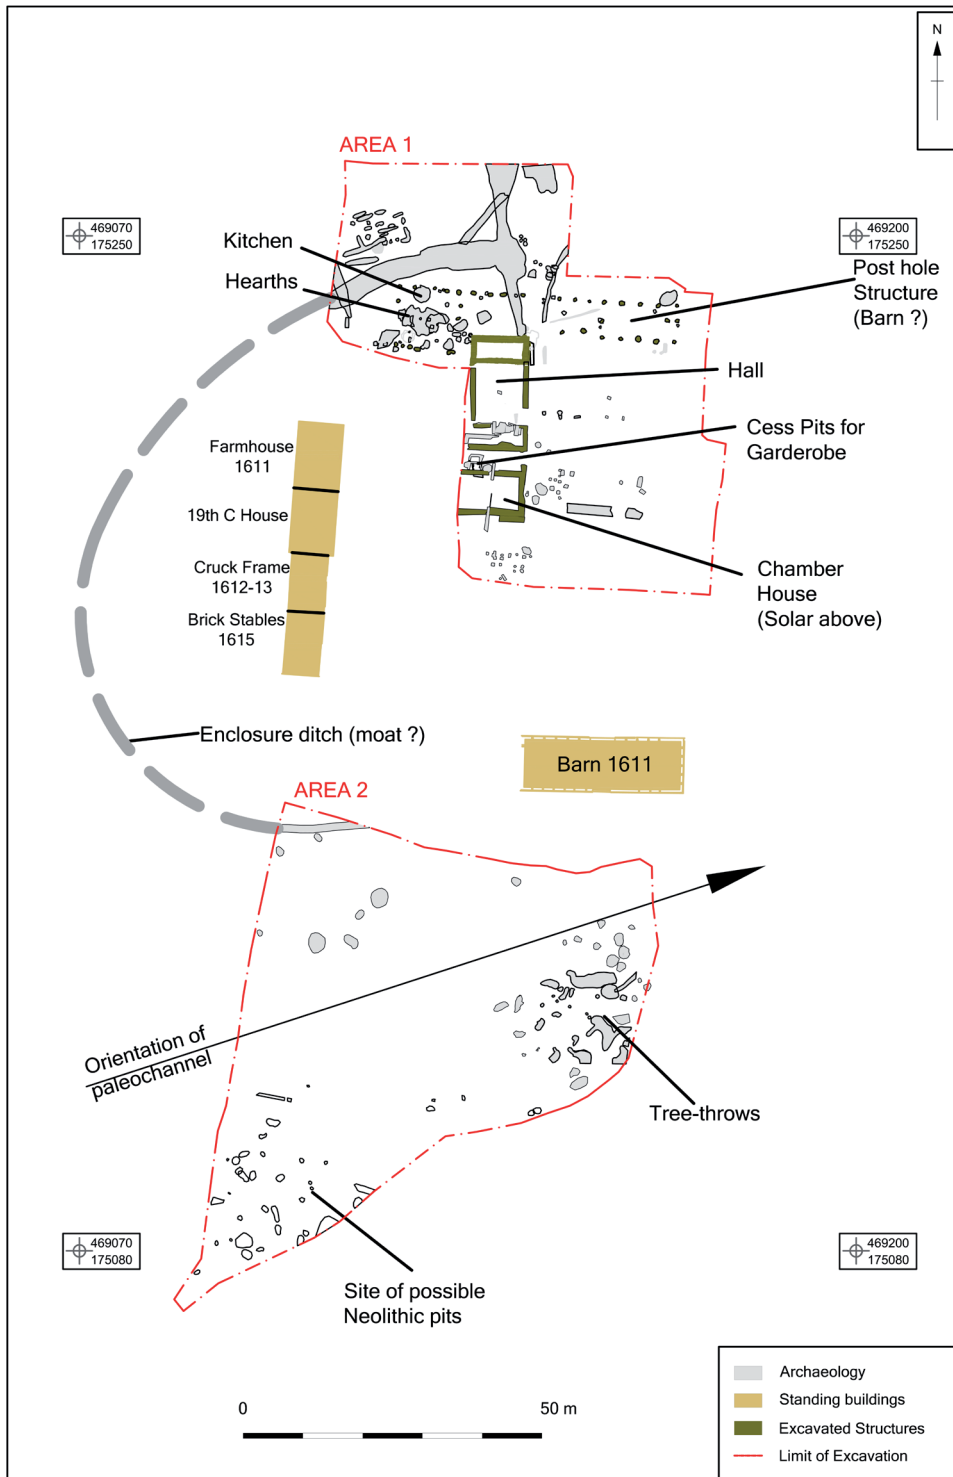 N
AREA 1
469070
175250
469200
175250
Kitchen
Hearths
Post hole
Structure
(Barn ?)
Hall
Cess Pits for
Garderobe
Farmhouse
1611
19th C House
Cruck Frame
1612-13
Brick Stables
1615
Chamber
House
(Solar above)
Enclosure ditch (moat ?)
Barn 1611
AREA 2
Orientation of
paleochannel
Tree-throws
469070
175080
469200
175080
Site of possible
Neolithic pits
0
50 m
Archaeology
Standing buildings
Excavated Structures
Limit of Excavation